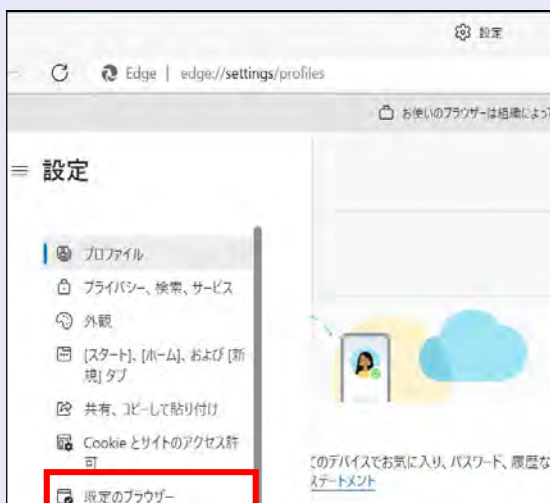 設定
Edge | edge://settings/profiles
お使いのブラウザーは組織によっ
設定
プロファイル
プライバシー、検索、サービス
外観
[スタート]、[ホーム]、および [新
規] タブ
共有、コピーして貼り付け
Cookie とサイトのアクセス許
可
既定のブラウザー
このデバイスでお気に入り、パスワード、履歴な
ステートメント